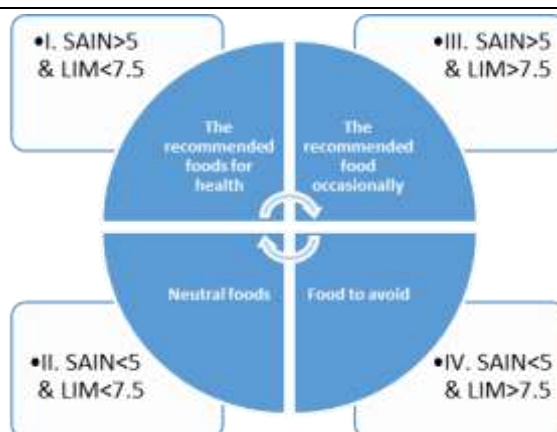 •I. SAIN>5
& LIM<7.5
•III. SAIN>5
& LIM>7.5
The
recommended
foods for
health
The
recommended
food
occasionally
Neutral foods
Food to avoid
•II. SAIN<5
& LIM<7.5
•IV. SAIN<5
& LIM>7.5